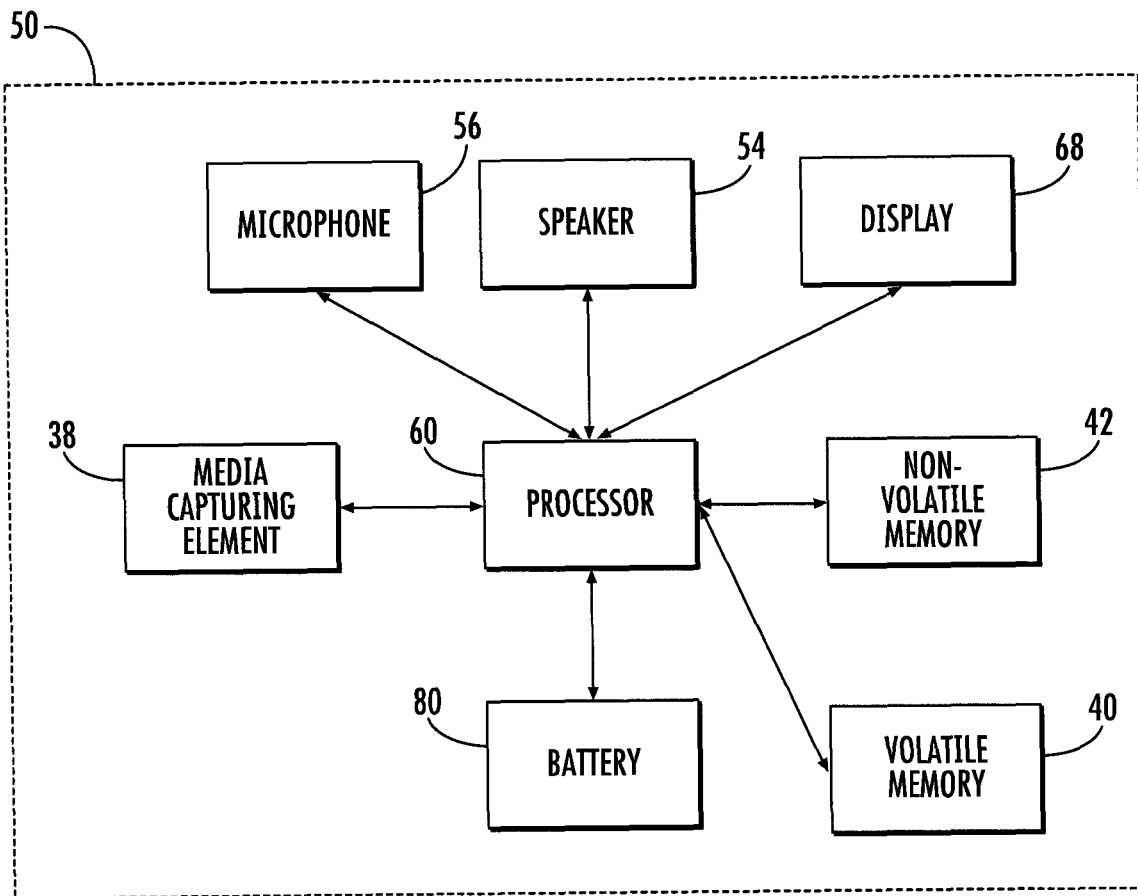 50
56
54
68
MICROPHONE
SPEAKER
DISPLAY
38
60
42
MEDIA
CAPTURING
ELEMENT
PROCESSOR
NON-
VOLATILE
MEMORY
80
40
BATTERY
VOLATILE
MEMORY